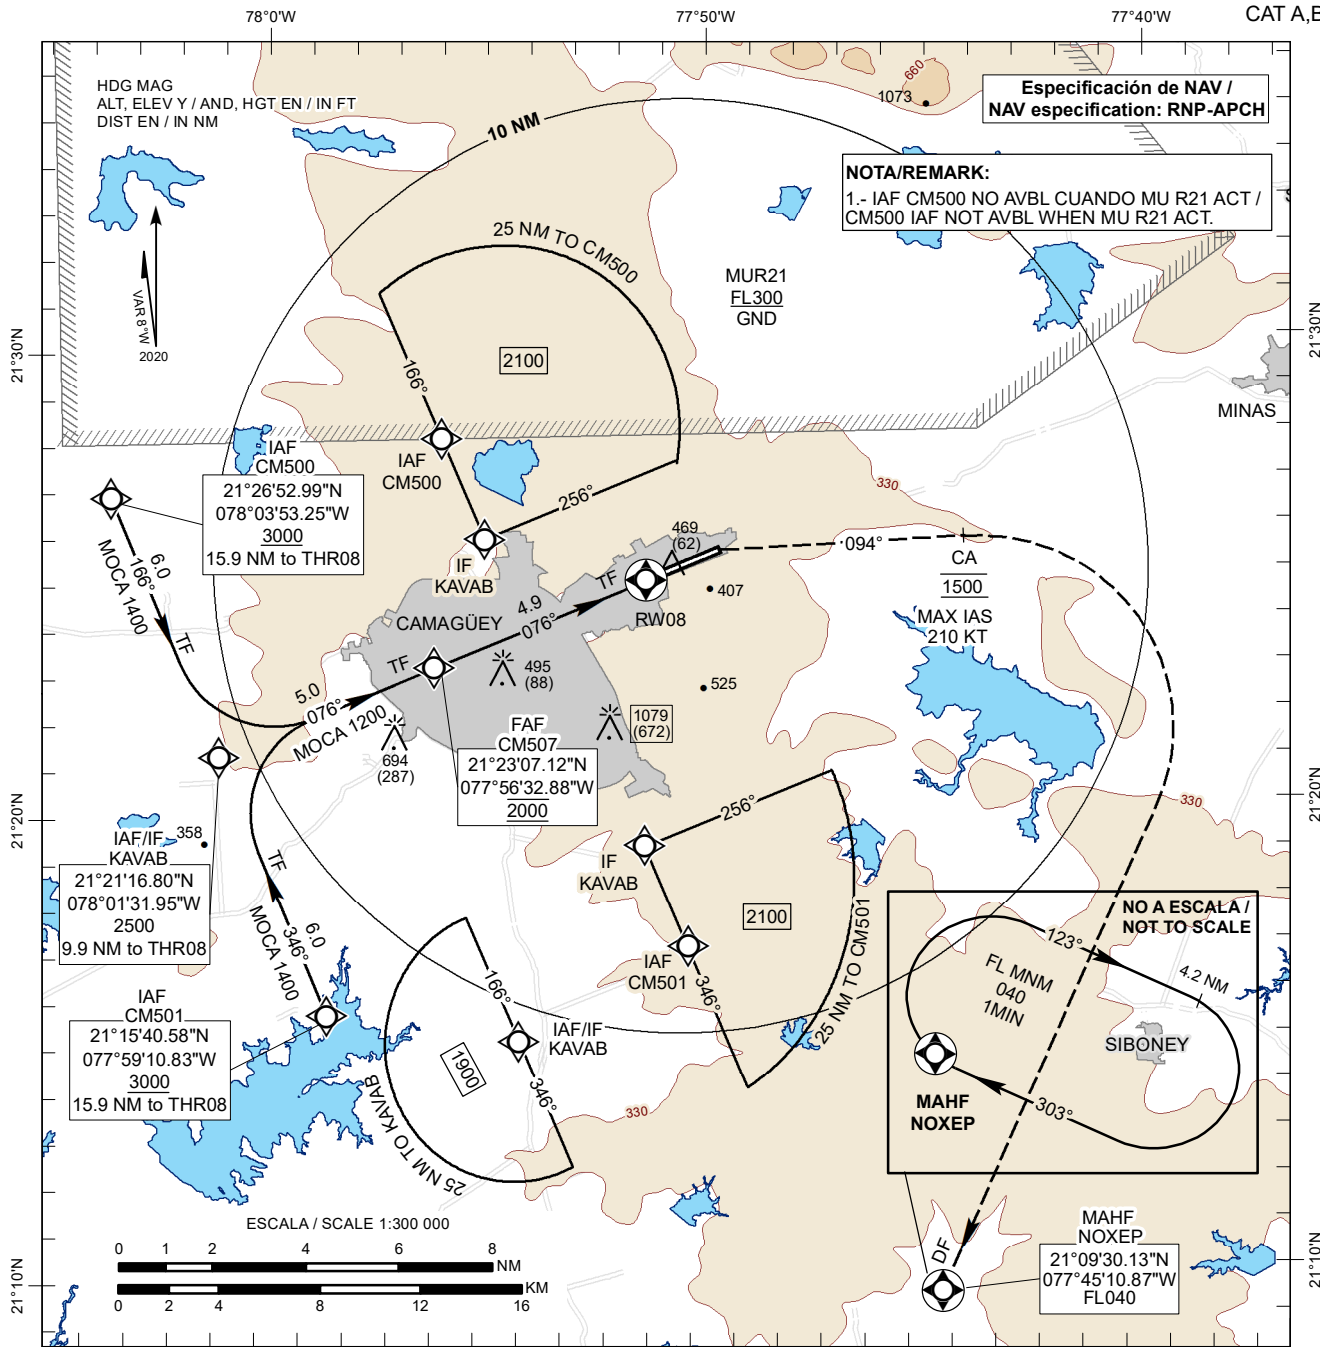 78°0'W
77°50'W
77°40'W
CAT A,B
HDG MAG
ALT, ELEV Y / AND, HGT EN / IN FT
DIST EN / IN NM
VAR 8°W
2020
10 NM
660
1073
Especificación de NAV /
NAV especification: RNP-APCH
NOTA/REMARK:
1.- IAF CM500 NO AVBL CUANDO MU R21 ACT /
CM500 IAF NOT AVBL WHEN MU R21 ACT.
25 NM TO CM500
MUR21
FL300
GND
21°30'N
21°30'N
2100
166°
MINAS
IAF
CM500
256°
IF
KAVAB
330
IAF
CM500
21°26'52.99"N
078°03'53.25"W
3000
15.9 NM to THR08
6.0
166°
MOCA 1400
TF
469
(62)
094°
CA
1500
MAX IAS
210 KT
407
RW08
TF
4.9
076°
CAMAGÜEY
TF
495
(88)
525
5.0
076°
MOCA 1200
694
(287)
1079
(672)
FAF
CM507
21°23'07.12"N
077°56'32.88"W
2000
21°20'N
21°20'N
330
256°
IF
KAVAB
2100
IAF
CM501
346°
25 NM TO CM501
358
IAF/IF
KAVAB
21°21'16.80"N
078°01'31.95"W
2500
9.9 NM to THR08
TF
6.0
346°
MOCA 1400
IAF
CM501
21°15'40.58"N
077°59'10.83"W
3000
15.9 NM to THR08
166°
IAF/IF
KAVAB
1900
346°
25 NM TO KAVAB
330
NO A ESCALA /
NOT TO SCALE
123°
4.2 NM
FL MNM
040
1MIN
SIBONEY
303°
MAHF
NOXEP
MAHF
NOXEP
21°09'30.13"N
077°45'10.87"W
FL040
DF
21°10'N
21°10'N
ESCALA / SCALE 1:300 000
0 1 2 4 6 8 NM
0 2 4 8 12 16 KM